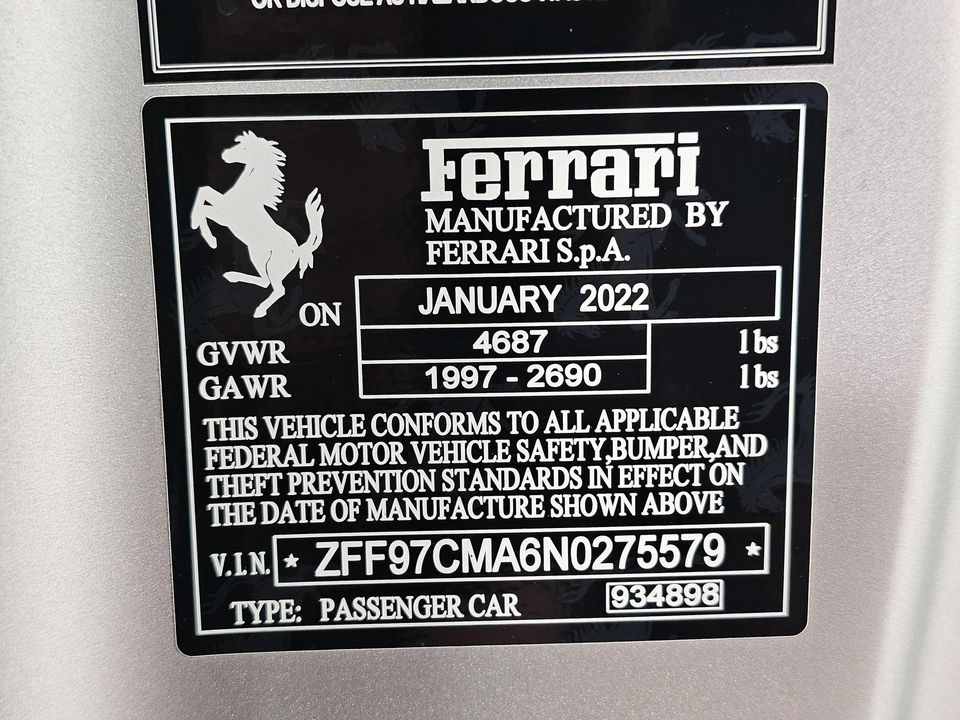 Ferrari
MANUFACTURED BY
FERRARI S.p.A.
ON JANUARY 2022
GVWR 4687 lbs
GAWR 1997 - 2690 lbs
THIS VEHICLE CONFORMS TO ALL APPLICABLE
FEDERAL MOTOR VEHICLE SAFETY,BUMPER,AND
THEFT PREVENTION STANDARDS IN EFFECT ON
THE DATE OF MANUFACTURE SHOWN ABOVE
V.I.N. * ZFF97CMA6N0275579 *
TYPE: PASSENGER CAR 934898